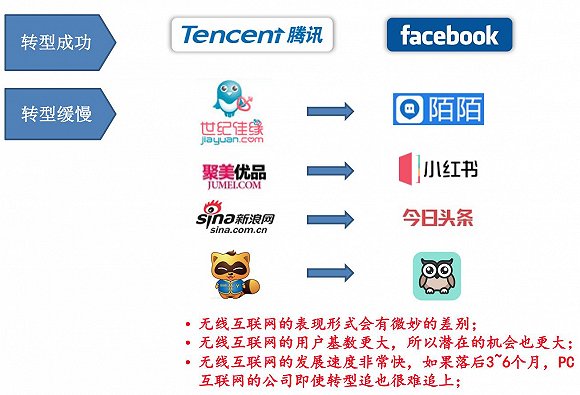 转型成功
Tencent 腾讯
facebook
转型缓慢
世纪佳缘
jiayuan.com
陌陌
聚美优品
JUMEI.COM
小红书
sina新浪网
sina.com.cn
今日头条
• 无线互联网的表现形式会有微妙的差别；
• 无线互联网的用户基数更大，所以潜在的机会也更大；
• 无线互联网的发展速度非常快，如果落后3~6个月，PC
互联网的公司即使转型追也很难追上；